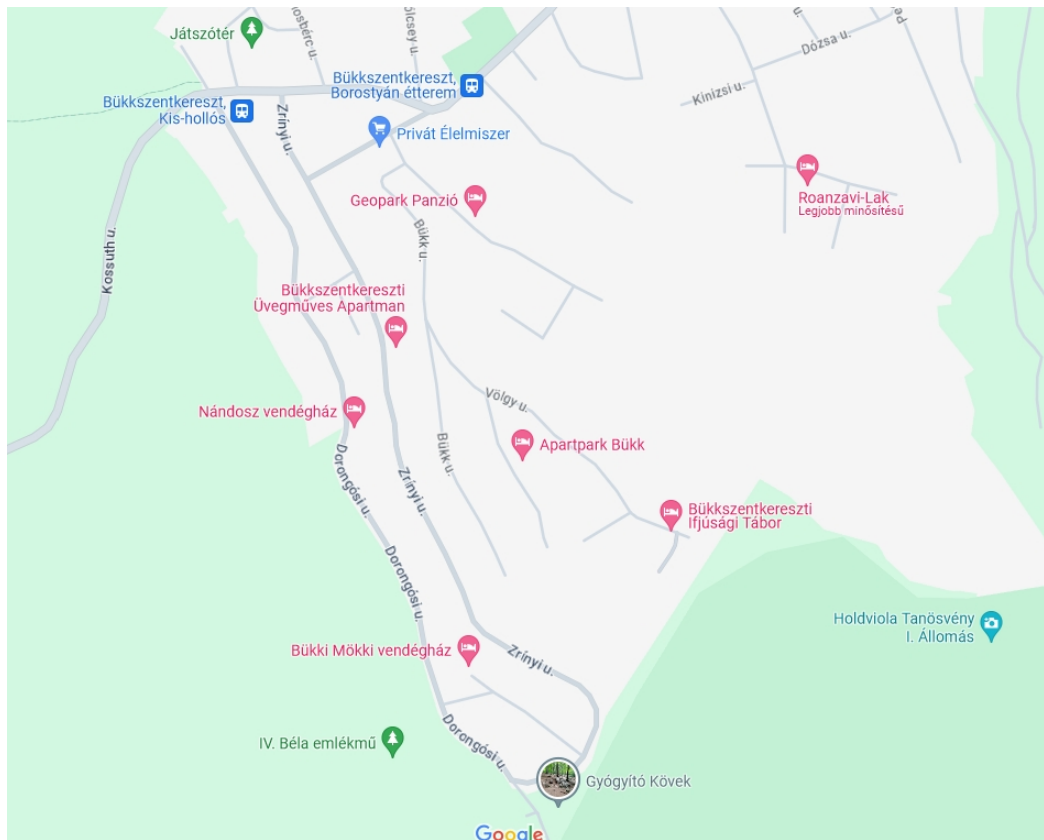 Játszótér
osbérc u.
ölcsey u.
Dózsa u.
Kinizsi u.
Bükkszentkereszt,
Borostyán étterem
Bükkszentkereszt,
Kis-hollós
Zrínyi u.
Privát Élelmiszer
Geopark Panzió
Roanzavi-Lak
Legjobb minősítésű
Bükk u.
Kossuth u.
Bükkszentkereszti
Üvegműves Apartman
Völgy u.
Nándosz vendégház
Apartpark Bükk
Bükk u.
Dorongósi u.
Zrínyi u.
Bükkszentkereszti
Ifjúsági Tábor
Dorongósi u.
Holdviola Tanösvény
I. Állomás
Bükki Mökki vendégház
Zrínyi u.
IV. Béla emlékmű
Dorongósi u.
Gyógyító Kövek
Google